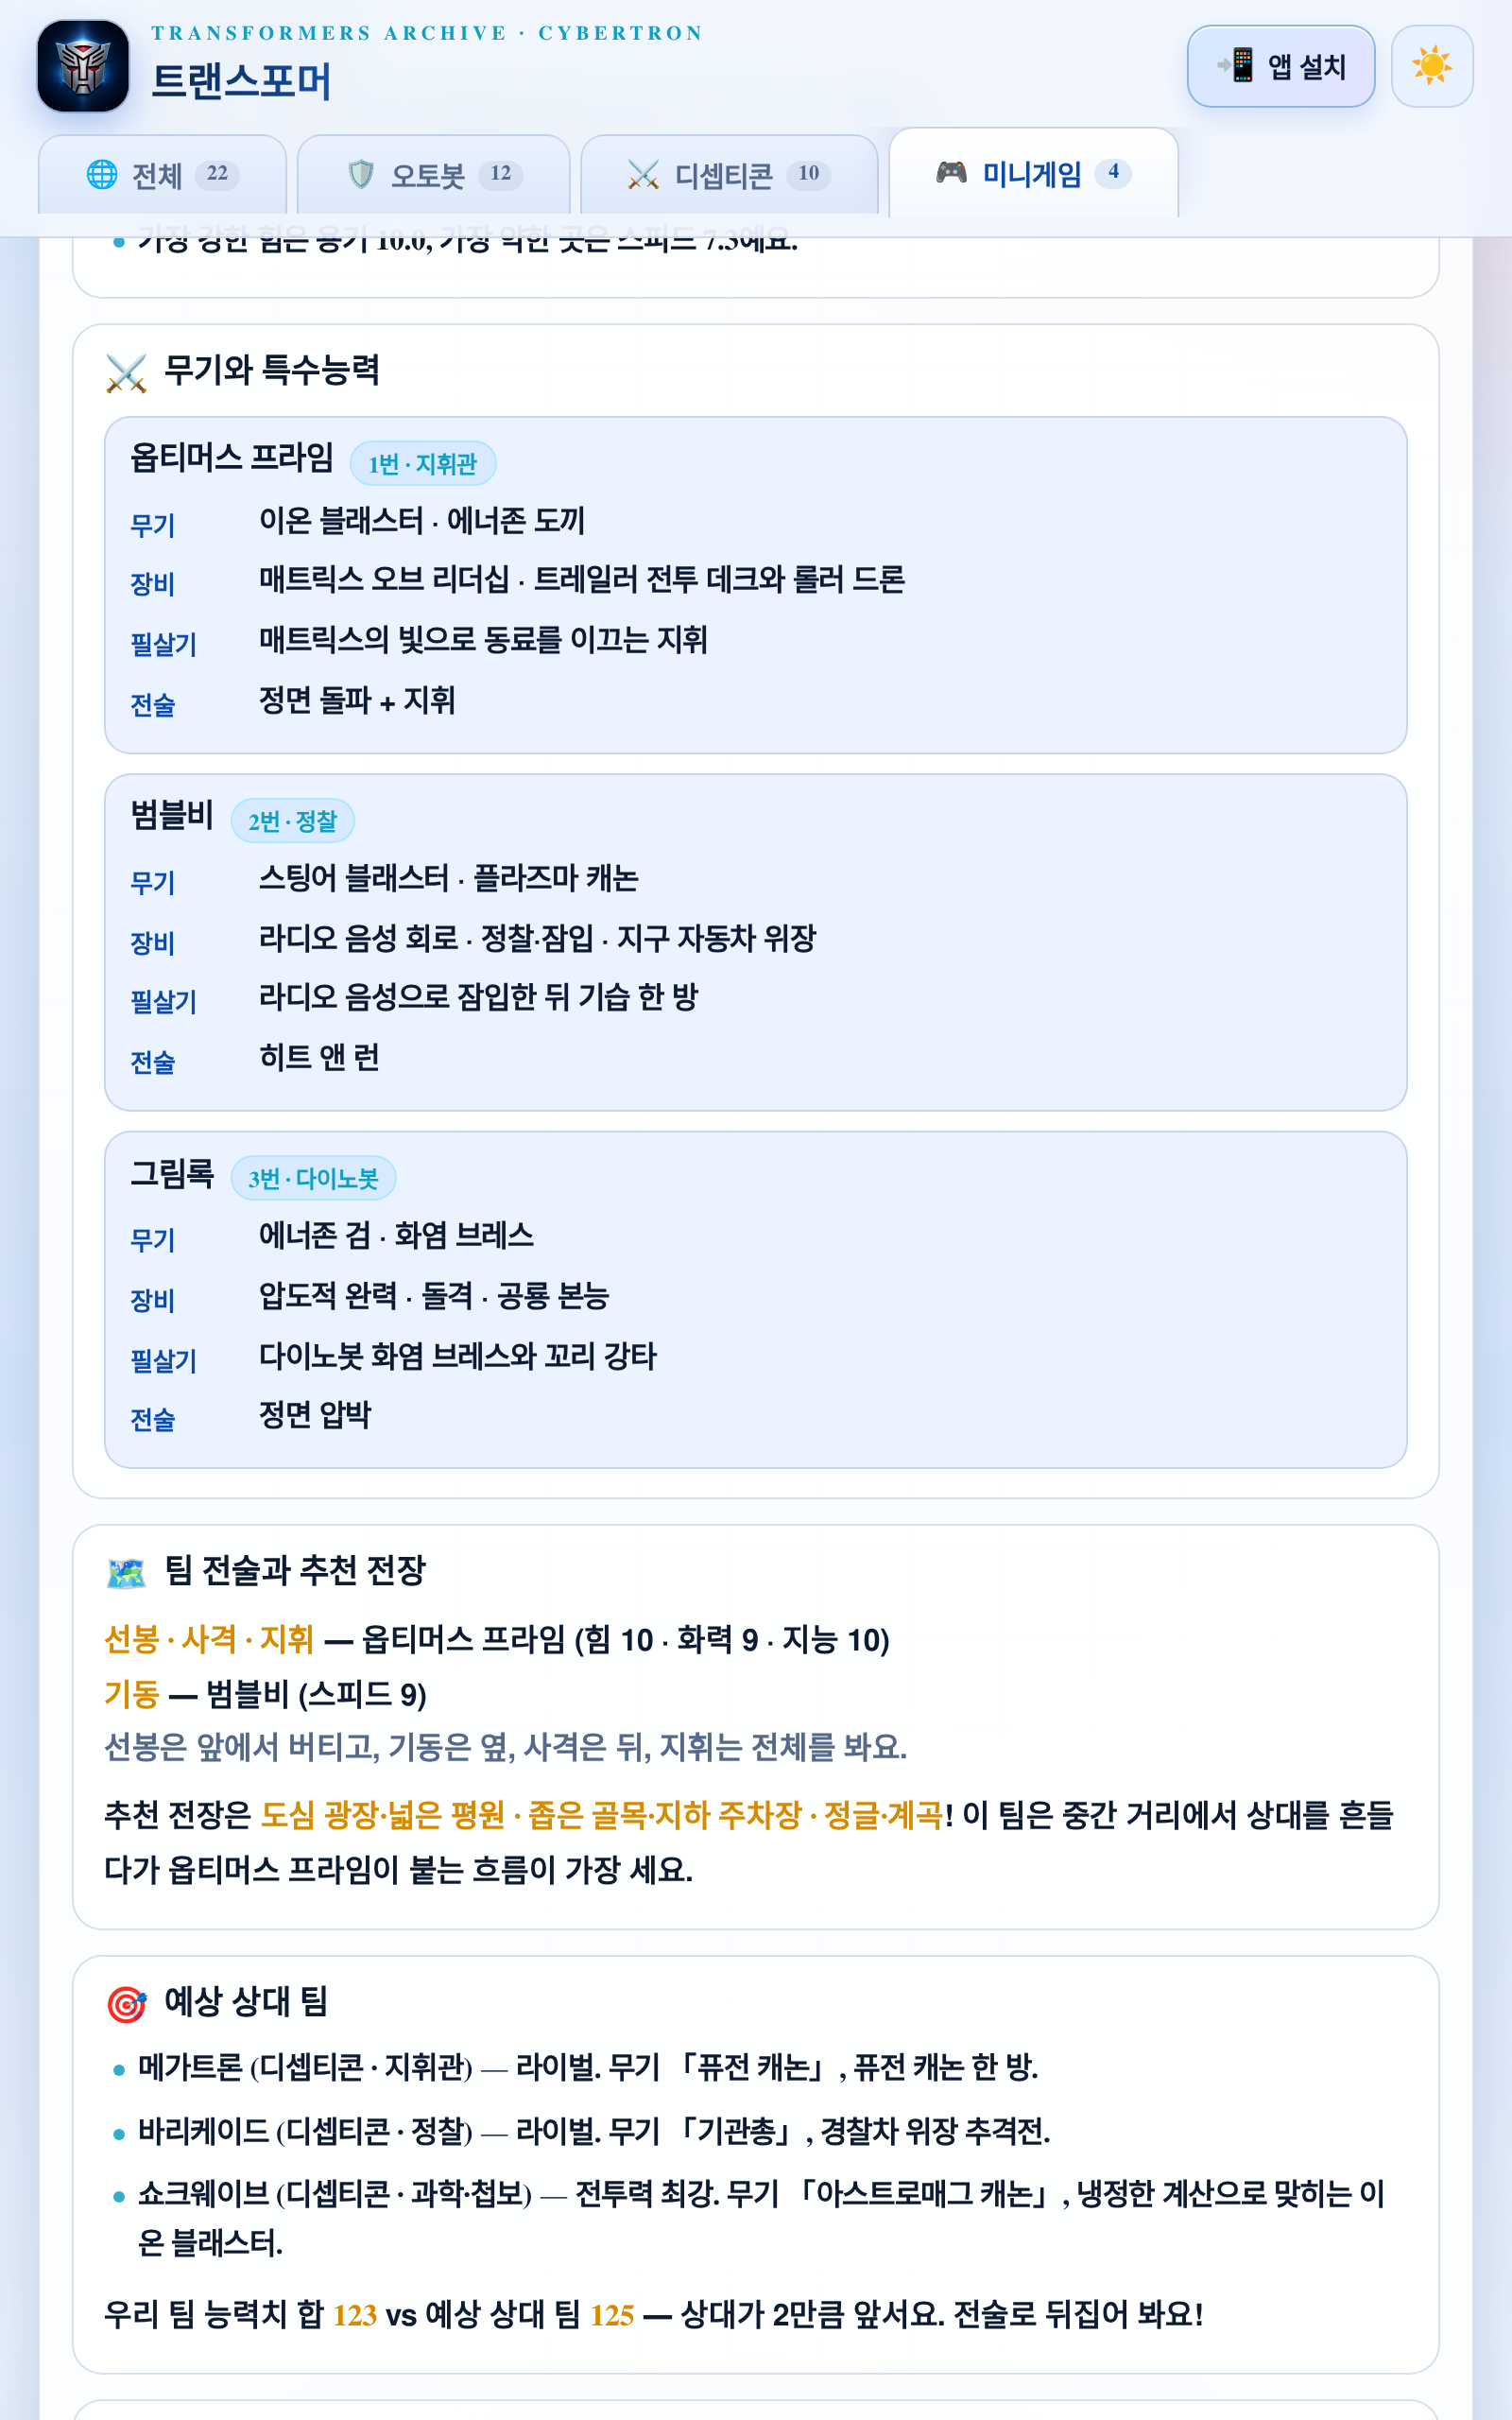 TRANSFORMERS ARCHIVE · CYBERTRON
트랜스포머
앱 설치
전체 22
오토봇 12
디셉티콘 10
미니게임 4
가장 강한 힘은 용기 10.0, 가장 약한 곳은 스피드 7.3예요.
무기와 특수능력
옵티머스 프라임 1번 · 지휘관
무기 이온 블래스터 · 에너존 도끼
장비 매트릭스 오브 리더십 · 트레일러 전투 데크와 롤러 드론
필살기 매트릭스의 빛으로 동료를 이끄는 지휘
전술 정면 돌파 + 지휘
범블비 2번 · 정찰
무기 스팅어 블래스터 · 플라즈마 캐논
장비 라디오 음성 회로 · 정찰·잠입 · 지구 자동차 위장
필살기 라디오 음성으로 잠입한 뒤 기습 한 방
전술 히트 앤 런
그림록 3번 · 다이노봇
무기 에너존 검 · 화염 브레스
장비 압도적 완력 · 돌격 · 공룡 본능
필살기 다이노봇 화염 브레스와 꼬리 강타
전술 정면 압박
팀 전술과 추천 전장
선봉 · 사격 · 지휘 — 옵티머스 프라임 (힘 10 · 화력 9 · 지능 10)
기동 — 범블비 (스피드 9)
선봉은 앞에서 버티고, 기동은 옆, 사격은 뒤, 지휘는 전체를 봐요.
추천 전장은 도심 광장·넓은 평원 · 좁은 골목·지하 주차장 · 정글·계곡! 이 팀은 중간 거리에서 상대를 흔들
다가 옵티머스 프라임이 붙는 흐름이 가장 세요.
예상 상대 팀
메가트론 (디셉티콘 · 지휘관) — 라이벌. 무기 「퓨전 캐논」, 퓨전 캐논 한 방.
바리케이드 (디셉티콘 · 정찰) — 라이벌. 무기 「기관총」, 경찰차 위장 추격전.
쇼크웨이브 (디셉티콘 · 과학·첩보) — 전투력 최강. 무기 「아스트로매그 캐논」, 냉정한 계산으로 맞히는 이
온 블래스터.
우리 팀 능력치 합 123 vs 예상 상대 팀 125 — 상대가 2만큼 앞서요. 전술로 뒤집어 봐요!